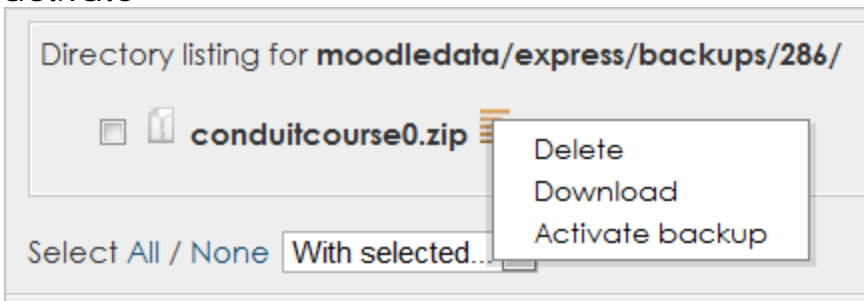 Directory listing for moodledata/express/backups/286/
conduitcourse0.zip
Delete
Download
Activate backup
Select All / None With selected...